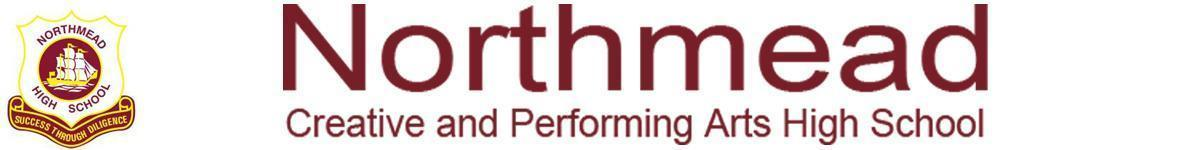 NORTHMEAD
HIGH SCHOOL
SUCCESS THROUGH DILIGENCE
Northmead
Creative and Performing Arts High School